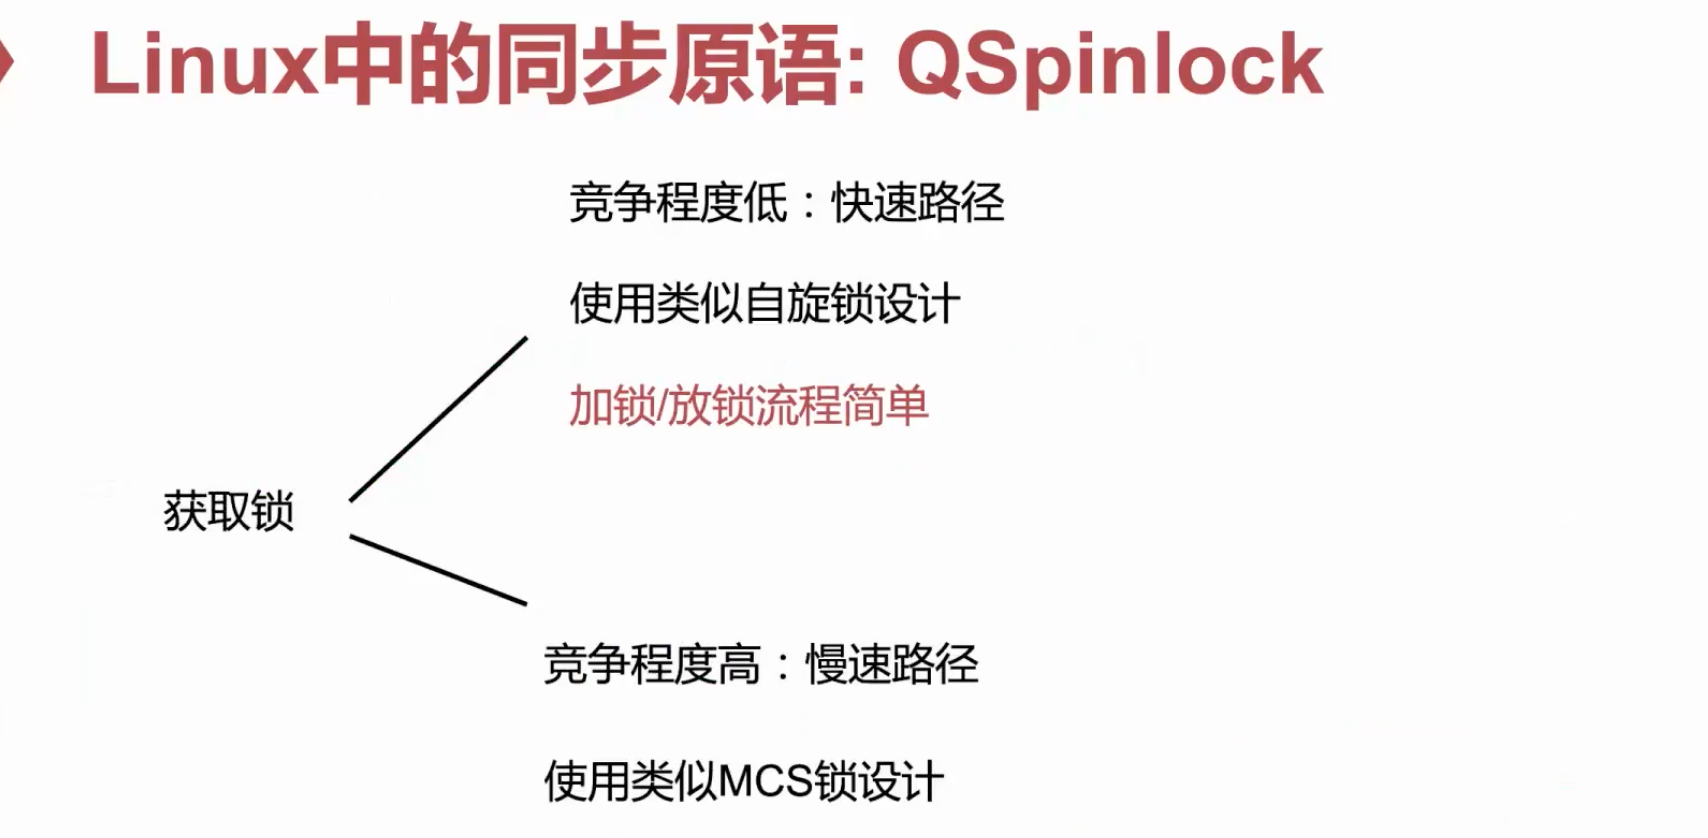 Linux中的同步原语: QSpinlock
竞争程度低：快速路径
使用类似自旋锁设计
加锁/放锁流程简单
获取锁
竞争程度高：慢速路径
使用类似MCS锁设计